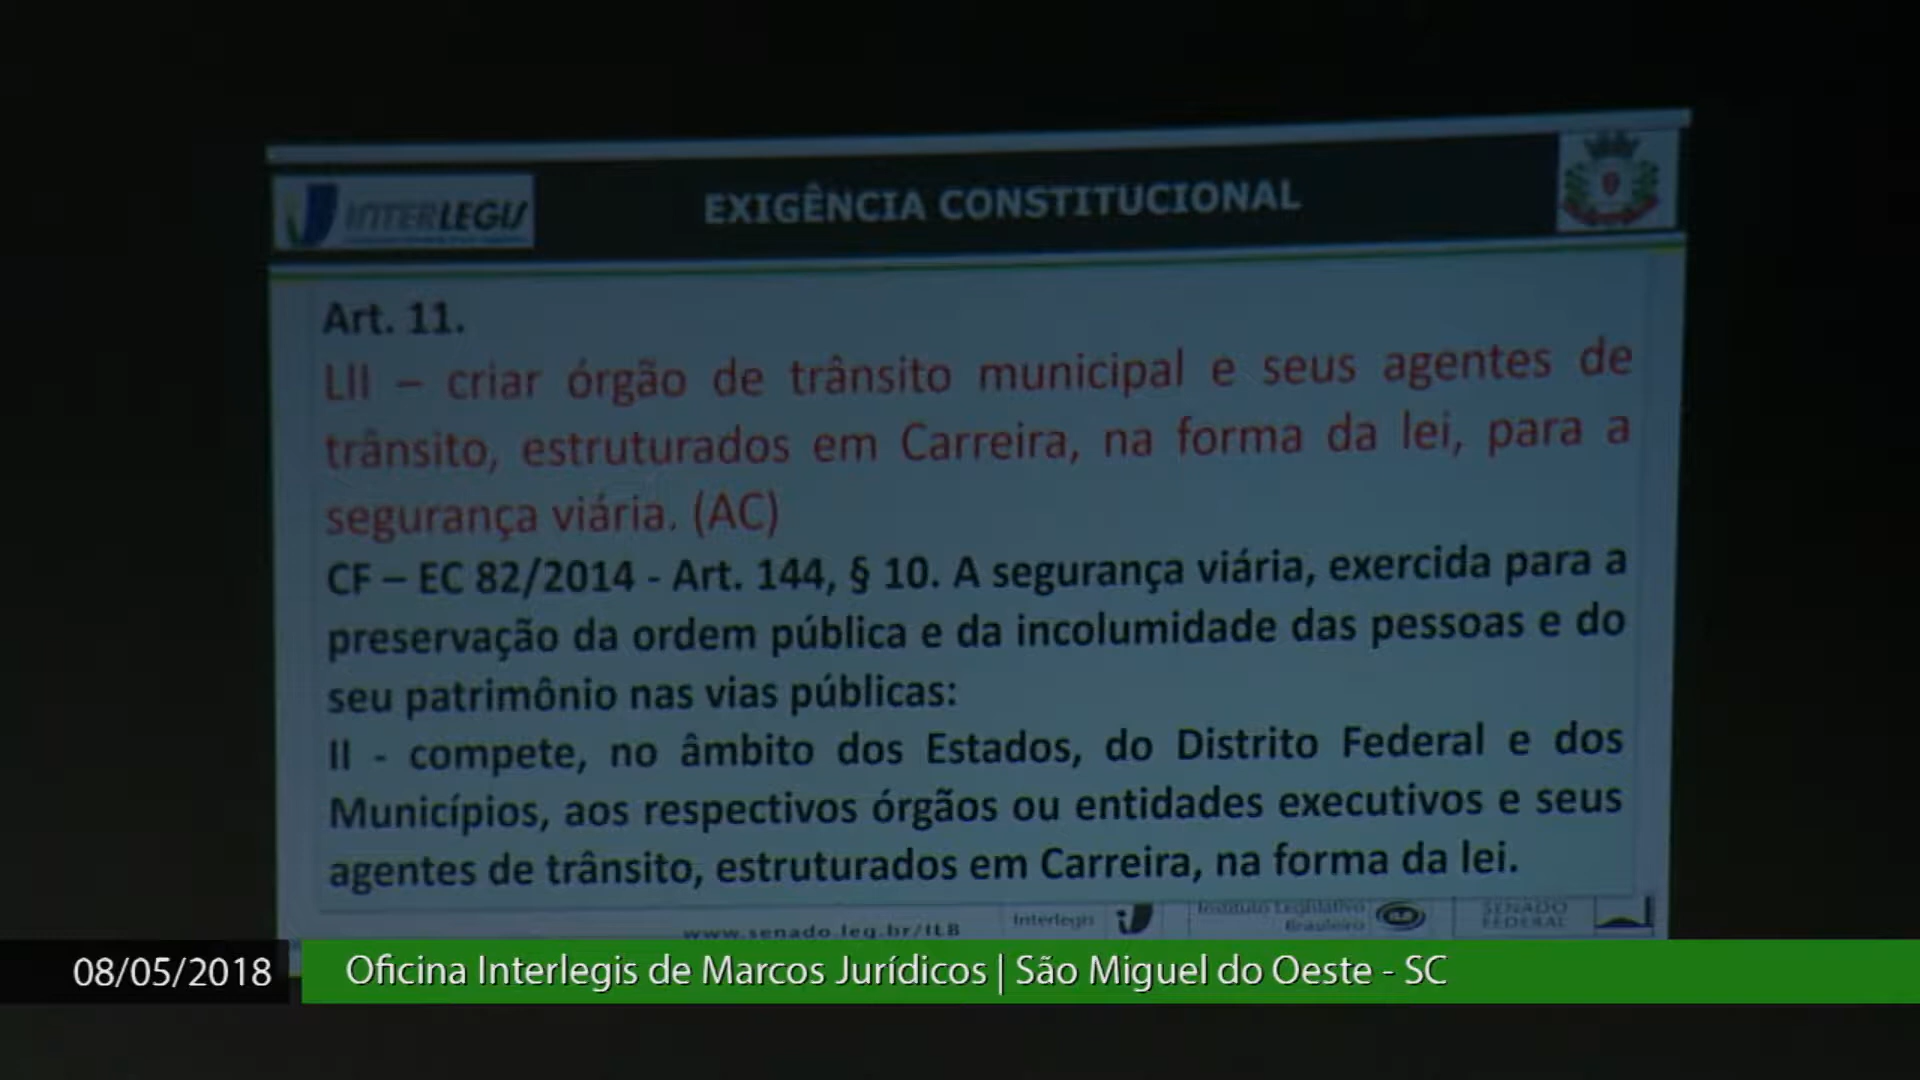 INTERLEGIS
EXIGÊNCIA CONSTITUCIONAL
Art. 11.
LII – criar órgão de trânsito municipal e seus agentes de
trânsito, estruturados em Carreira, na forma da lei, para a
segurança viária. (AC)
CF – EC 82/2014 - Art. 144, § 10. A segurança viária, exercida para a
preservação da ordem pública e da incolumidade das pessoas e do
seu patrimônio nas vias públicas:
II - compete, no âmbito dos Estados, do Distrito Federal e dos
Municípios, aos respectivos órgãos ou entidades executivos e seus
agentes de trânsito, estruturados em Carreira, na forma da lei.
www.senado.leg.br/ILB
Interlegis
Instituto Legislativo
Brasileiro
SENADO
FEDERAL
08/05/2018
Oficina Interlegis de Marcos Jurídicos | São Miguel do Oeste - SC